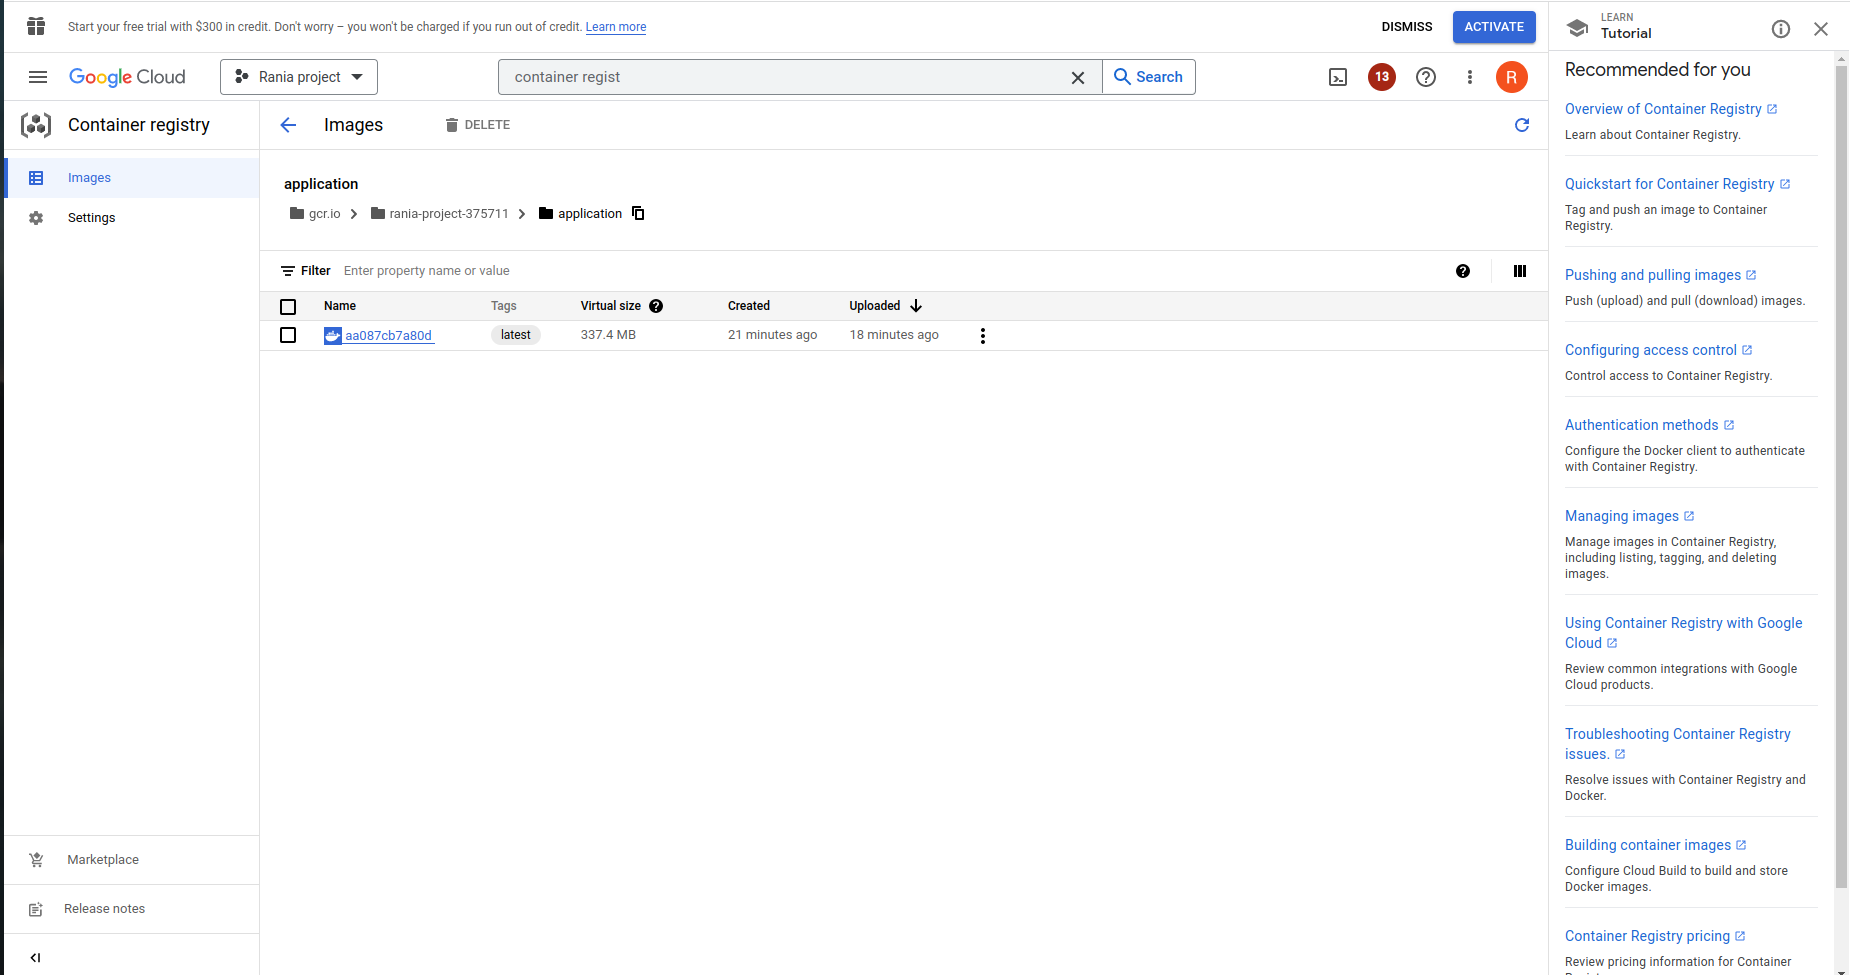 Start your free trial with $300 in credit. Don't worry – you won't be charged if you run out of credit. Learn more
DISMISS
ACTIVATE
Google Cloud
Rania project
container regist
Search
13
R
Container registry
Images
DELETE
Images
Settings
application
gcr.io
rania-project-375711
application
Filter
Enter property name or value
Name Tags Virtual size Created Uploaded
aa087cb7a80d latest 337.4 MB 21 minutes ago 18 minutes ago
Marketplace
Release notes
LEARN
Tutorial
Recommended for you
Overview of Container Registry
Learn about Container Registry.
Quickstart for Container Registry
Tag and push an image to Container
Registry.
Pushing and pulling images
Push (upload) and pull (download) images.
Configuring access control
Control access to Container Registry.
Authentication methods
Configure the Docker client to authenticate
with Container Registry.
Managing images
Manage images in Container Registry,
including listing, tagging, and deleting
images.
Using Container Registry with Google
Cloud
Review common integrations with Google
Cloud products.
Troubleshooting Container Registry
issues.
Resolve issues with Container Registry and
Docker.
Building container images
Configure Cloud Build to build and store
Docker images.
Container Registry pricing
Review pricing information for Container